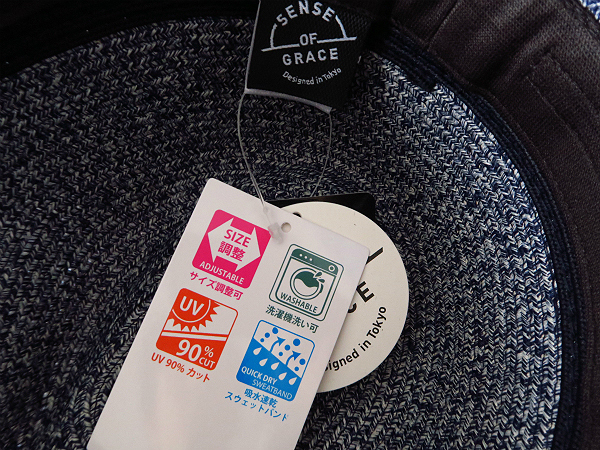 SENSE
OF
GRACE
Designed in Tokyo
SIZE
調整
ADJUSTABLE
サイズ調整可
WASHABLE
洗濯機洗い可
UV
90%
CUT
UV 90% カット
QUICK DRY
SWEATBAND
吸水速乾
スウェットバンド
CE
signed in Tokyo